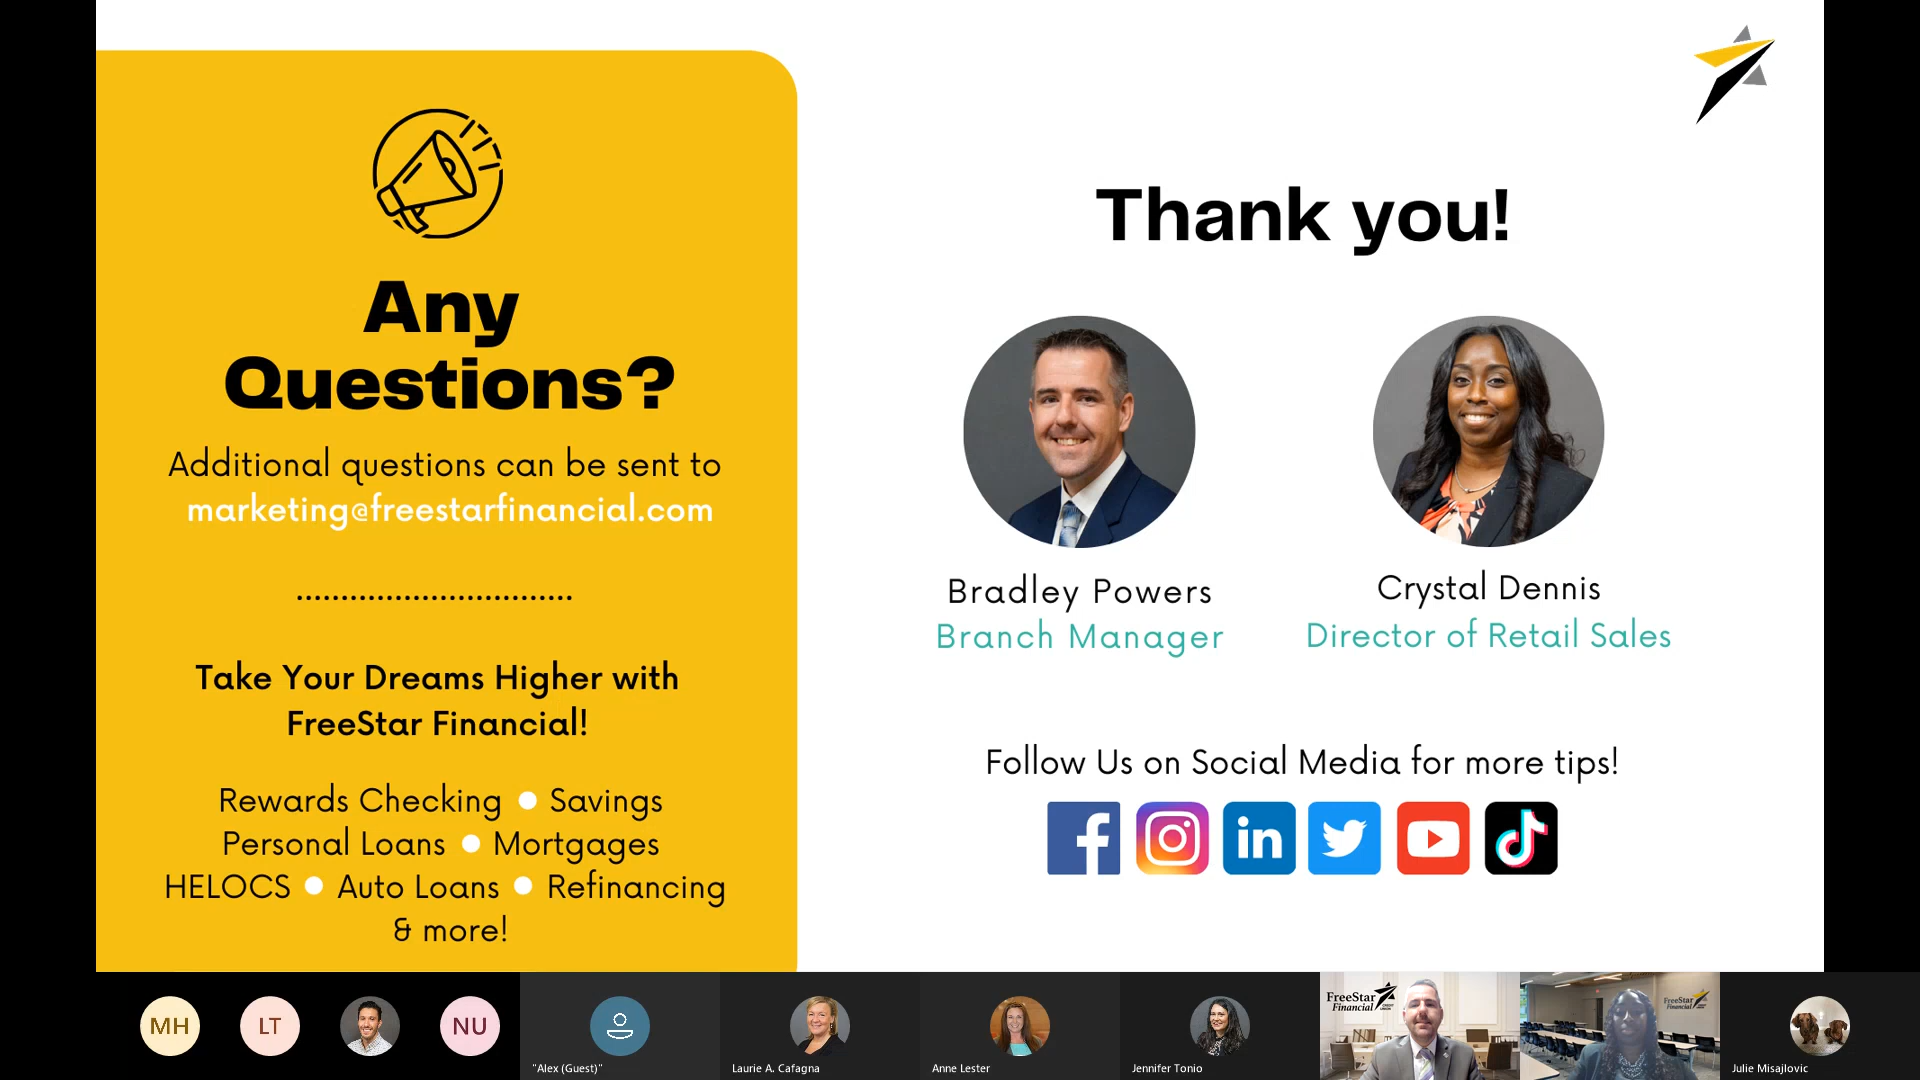 Any
Questions?
Additional questions can be sent to
marketing@freestarfinancial.com
Take Your Dreams Higher with
FreeStar Financial!
Rewards Checking ● Savings
Personal Loans ● Mortgages
HELOCS ● Auto Loans ● Refinancing
& more!
Thank you!
Bradley Powers
Branch Manager
Crystal Dennis
Director of Retail Sales
Follow Us on Social Media for more tips!
in
MH
LT
NU
"Alex (Guest)"
Laurie A. Cafagna
Anne Lester
Jennifer Tonio
FreeStar
Financial
FreeStar
Financial
Julie Misajlovic